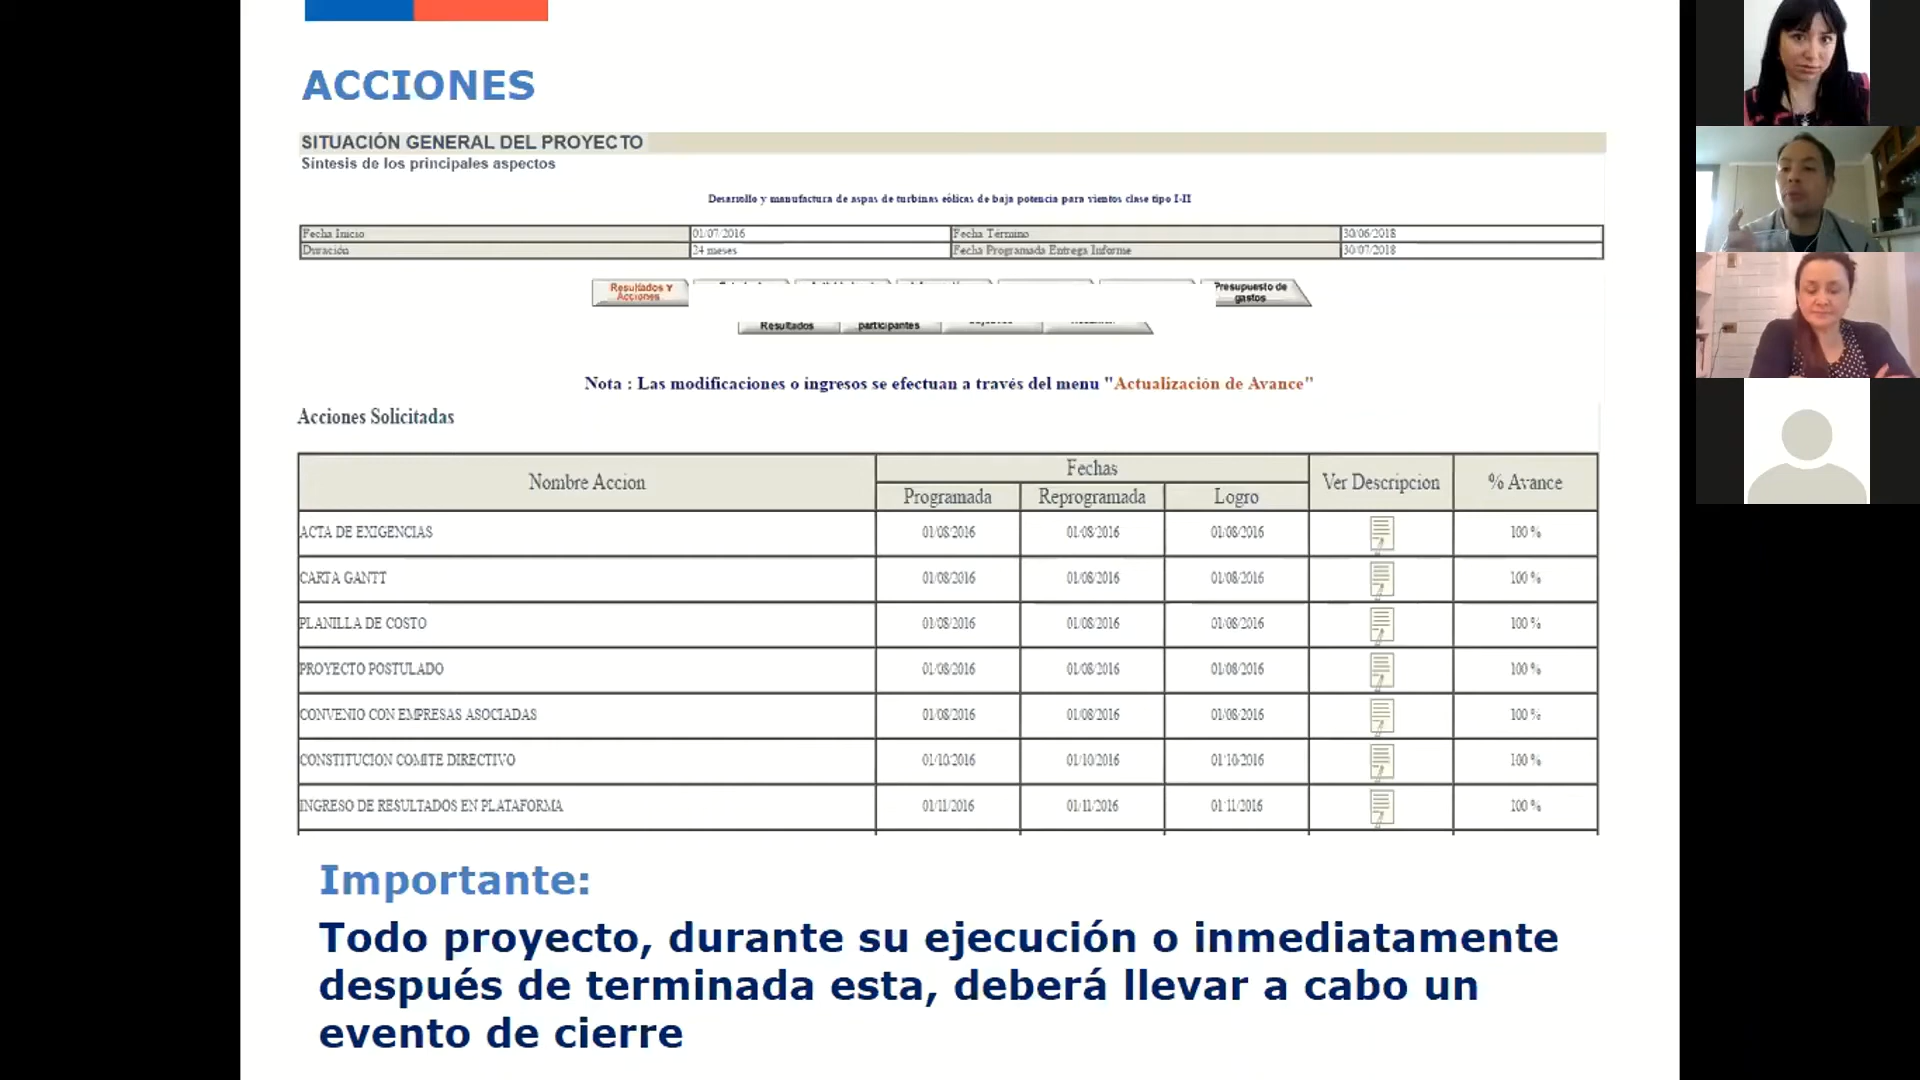 ACCIONES
SITUACIÓN GENERAL DEL PROYECTO
Síntesis de los principales aspectos
Desarrollo y manufactura de aspas de turbinas eólicas de baja potencia para vientos clase tipo I-II
Fecha Inicio 01/07/2016 Fecha Término 30/06/2018
Duración 24 meses Fecha Programada Entrega Informe 30/07/2018
Resultados Y Acciones Presupuesto de gastos
Resultados participantes
Nota : Las modificaciones o ingresos se efectuan a través del menu "Actualización de Avance"
Acciones Solicitadas
Nombre Accion Fechas Ver Descripcion % Avance
Programada Reprogramada Logro
ACTA DE EXIGENCIAS 01/08/2016 01/08/2016 01/08/2016 100 %
CARTA GANTT 01/08/2016 01/08/2016 01/08/2016 100 %
PLANILLA DE COSTO 01/08/2016 01/08/2016 01/08/2016 100 %
PROYECTO POSTULADO 01/08/2016 01/08/2016 01/08/2016 100 %
CONVENIO CON EMPRESAS ASOCIADAS 01/08/2016 01/08/2016 01/08/2016 100 %
CONSTITUCION COMITE DIRECTIVO 01/10/2016 01/10/2016 01/10/2016 100 %
INGRESO DE RESULTADOS EN PLATAFORMA 01/11/2016 01/11/2016 01/11/2016 100 %
Importante:
Todo proyecto, durante su ejecución o inmediatamente
después de terminada esta, deberá llevar a cabo un
evento de cierre